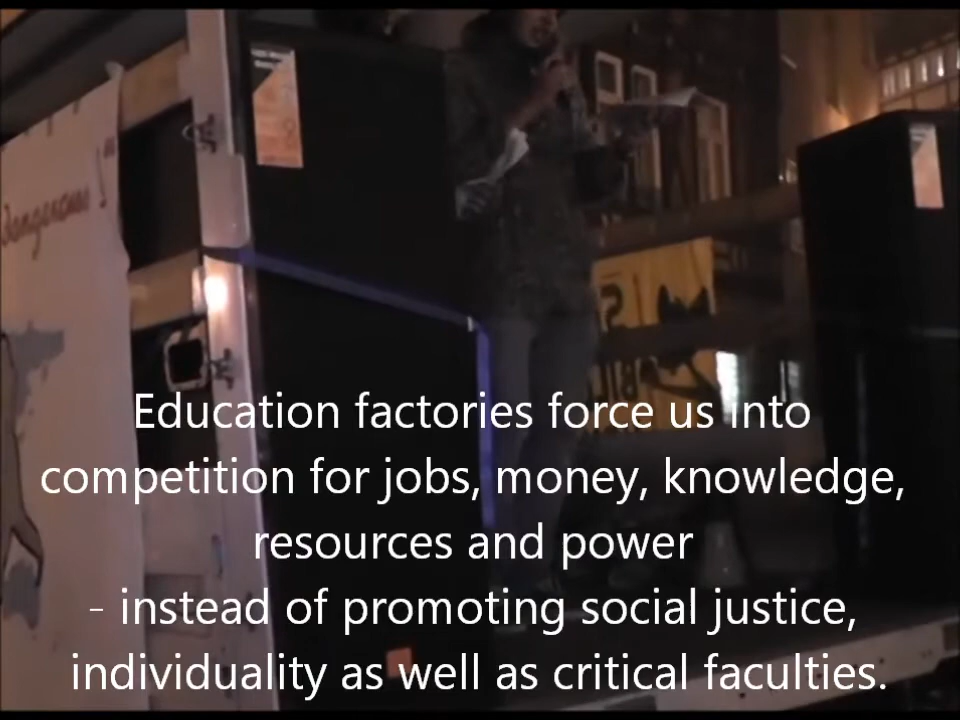 dangerous!"
Education factories force us into
competition for jobs, money, knowledge,
resources and power
- instead of promoting social justice,
individuality as well as critical faculties.